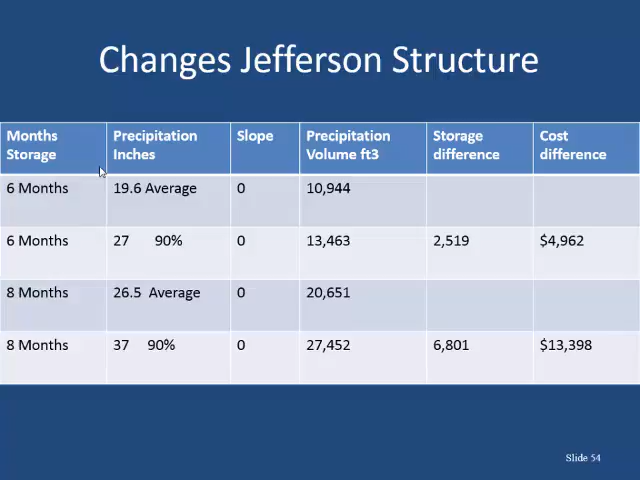 Changes Jefferson Structure
Months Storage | Precipitation Inches | Slope | Precipitation Volume ft3 | Storage difference | Cost difference
6 Months | 19.6 Average | 0 | 10,944 | |
6 Months | 27 90% | 0 | 13,463 | 2,519 | $4,962
8 Months | 26.5 Average | 0 | 20,651 | |
8 Months | 37 90% | 0 | 27,452 | 6,801 | $13,398
Slide 54